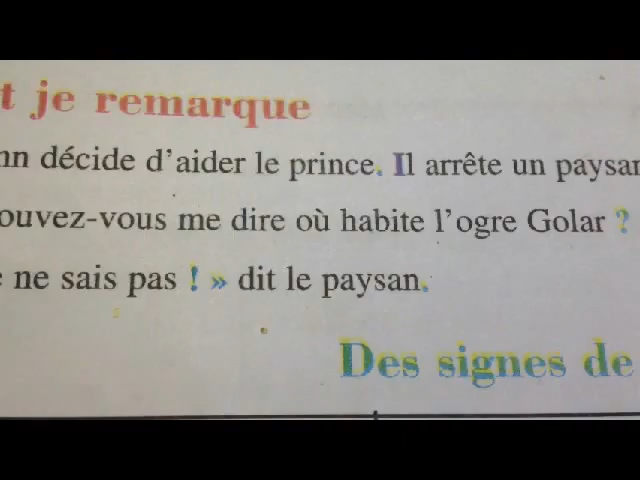 t je remarque
nn décide d'aider le prince. Il arrête un paysan
ouvez-vous me dire où habite l'ogre Golar ?
e ne sais pas ! » dit le paysan.
Des signes de